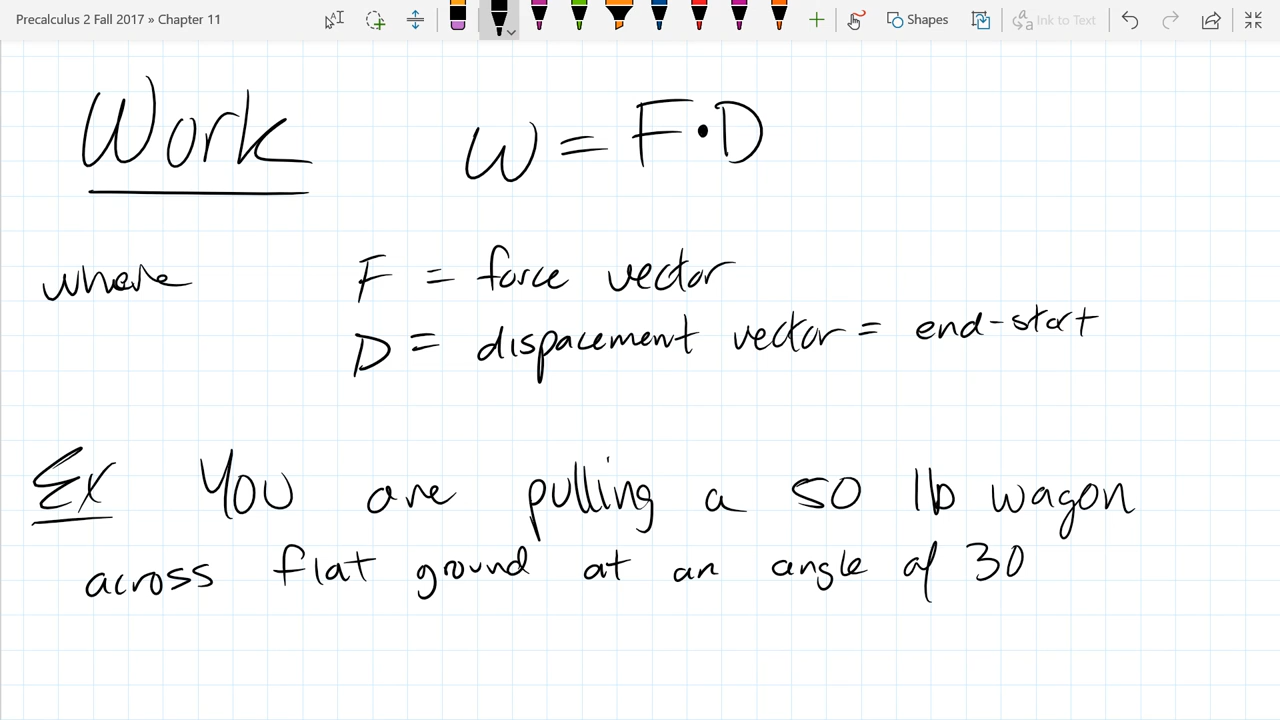 Precalculus 2 Fall 2017 » Chapter 11
Shapes
Ink to Text
Work W = F·D
where F = force vector
D = dispacement vector = end-start
Ex You are pulling a 50 lb wagon
across flat ground at an angle of 30